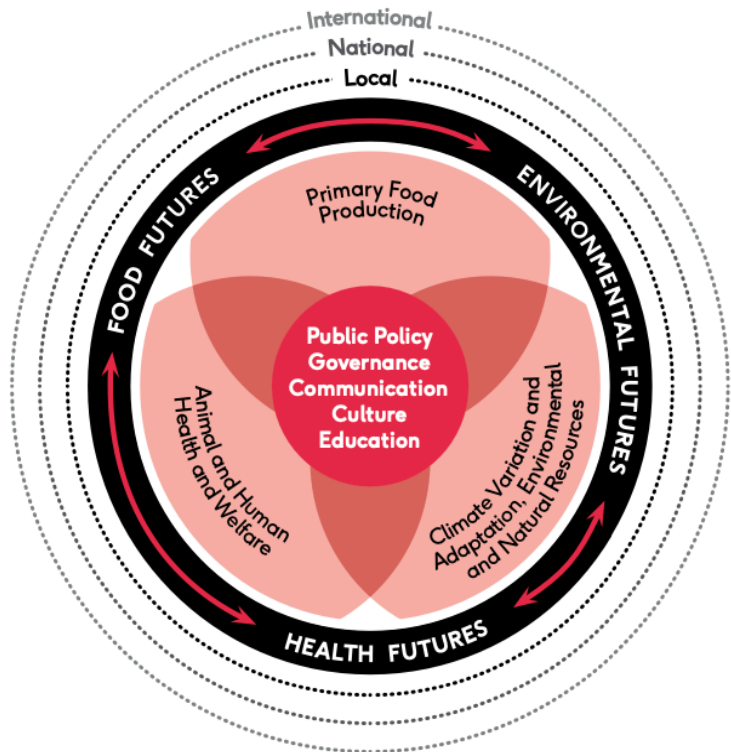 International
National
Local
FOOD FUTURES
ENVIRONMENTAL FUTURES
Primary Food
Production
Public Policy
Governance
Communication
Culture
Education
Animal and Human
Health and Welfare
Climate Variation and
Adaptation, Environmental
and Natural Resources
HEALTH FUTURES